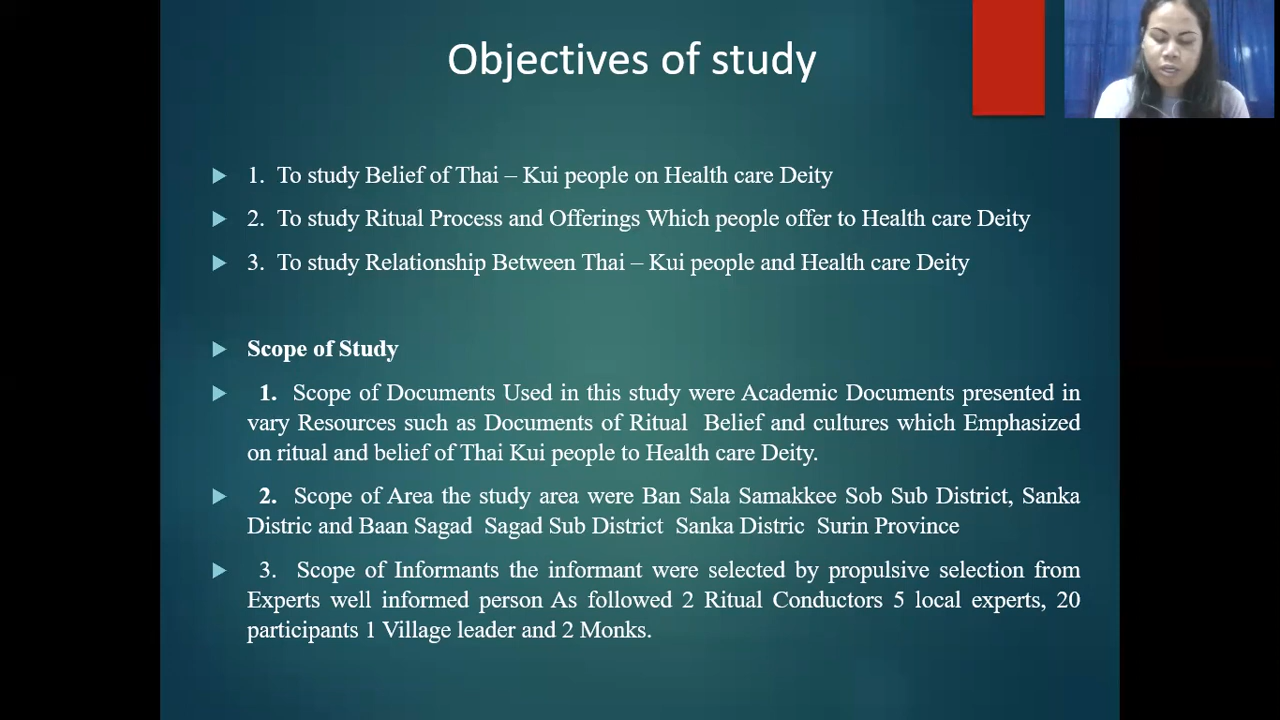 Objectives of study
1. To study Belief of Thai – Kui people on Health care Deity
2. To study Ritual Process and Offerings Which people offer to Health care Deity
3. To study Relationship Between Thai – Kui people and Health care Deity
Scope of Study
1. Scope of Documents Used in this study were Academic Documents presented in
vary Resources such as Documents of Ritual Belief and cultures which Emphasized
on ritual and belief of Thai Kui people to Health care Deity.
2. Scope of Area the study area were Ban Sala Samakkee Sob Sub District, Sanka
Distric and Baan Sagad Sagad Sub District Sanka Distric Surin Province
3. Scope of Informants the informant were selected by propulsive selection from
Experts well informed person As followed 2 Ritual Conductors 5 local experts, 20
participants 1 Village leader and 2 Monks.